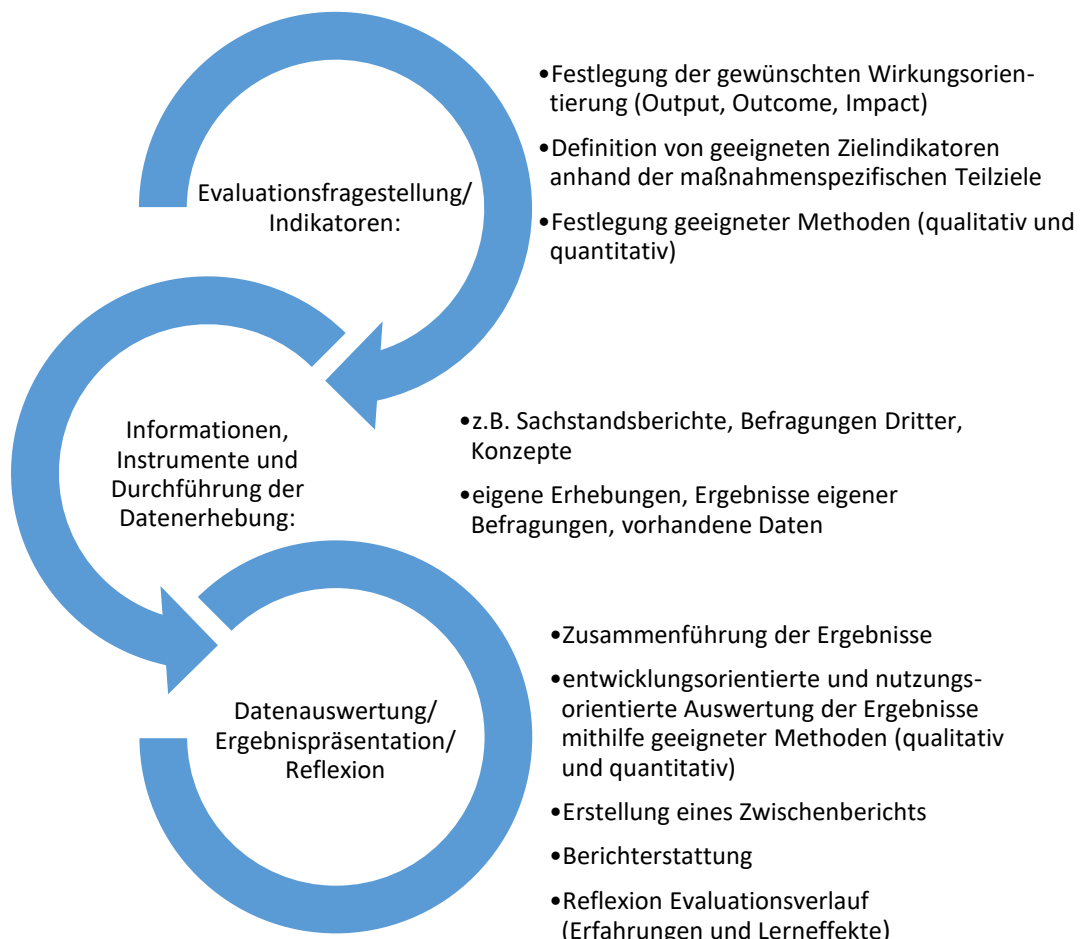 Evaluationsfragestellung/
Indikatoren:
•Festlegung der gewünschten Wirkungsorien-
tierung (Output, Outcome, Impact)
•Definition von geeigneten Zielindikatoren
anhand der maßnahmenspezifischen Teilziele
•Festlegung geeigneter Methoden (qualitativ und
quantitativ)
Informationen,
Instrumente und
Durchführung der
Datenerhebung:
•z.B. Sachstandsberichte, Befragungen Dritter,
Konzepte
•eigene Erhebungen, Ergebnisse eigener
Befragungen, vorhandene Daten
Datenauswertung/
Ergebnispräsentation/
Reflexion
•Zusammenführung der Ergebnisse
•entwicklungsorientierte und nutzungs-
orientierte Auswertung der Ergebnisse
mithilfe geeigneter Methoden (qualitativ
und quantitativ)
•Erstellung eines Zwischenberichts
•Berichterstattung
•Reflexion Evaluationsverlauf
(Erfahrungen und Lerneffekte)